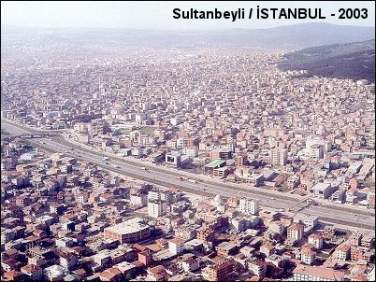 Sultanbeyli / İSTANBUL - 2003